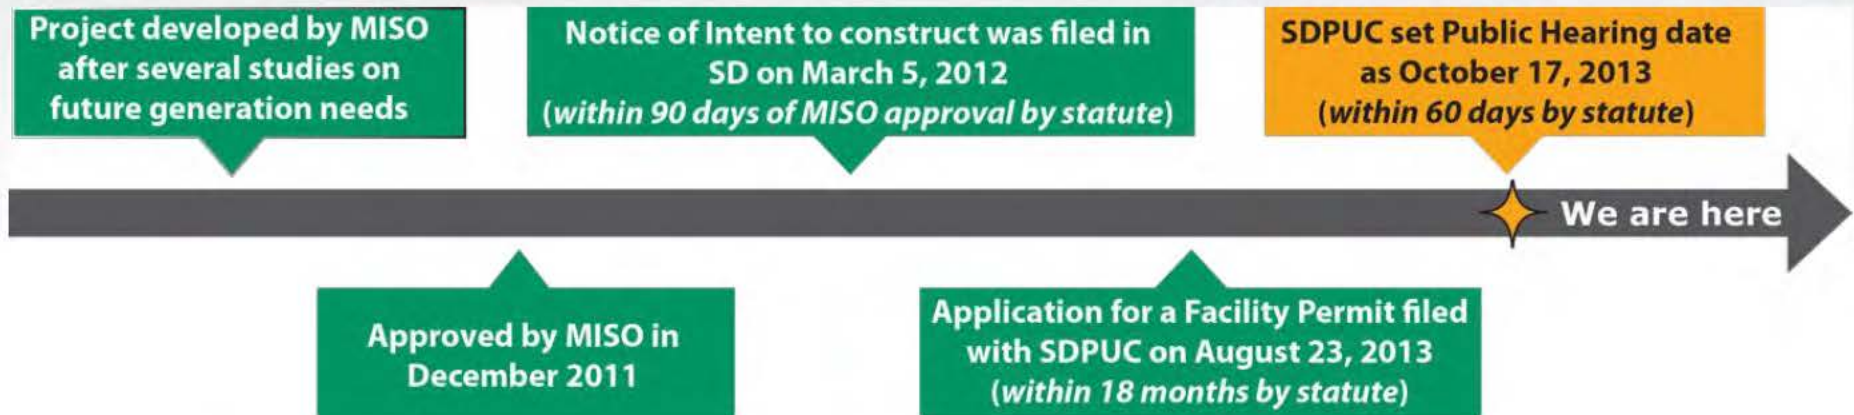 Project developed by MISO
after several studies on
future generation needs
Notice of Intent to construct was filed in
SD on March 5, 2012
(within 90 days of MISO approval by statute)
SDPUC set Public Hearing date
as October 17, 2013
(within 60 days by statute)
We are here
Approved by MISO in
December 2011
Application for a Facility Permit filed
with SDPUC on August 23, 2013
(within 18 months by statute)